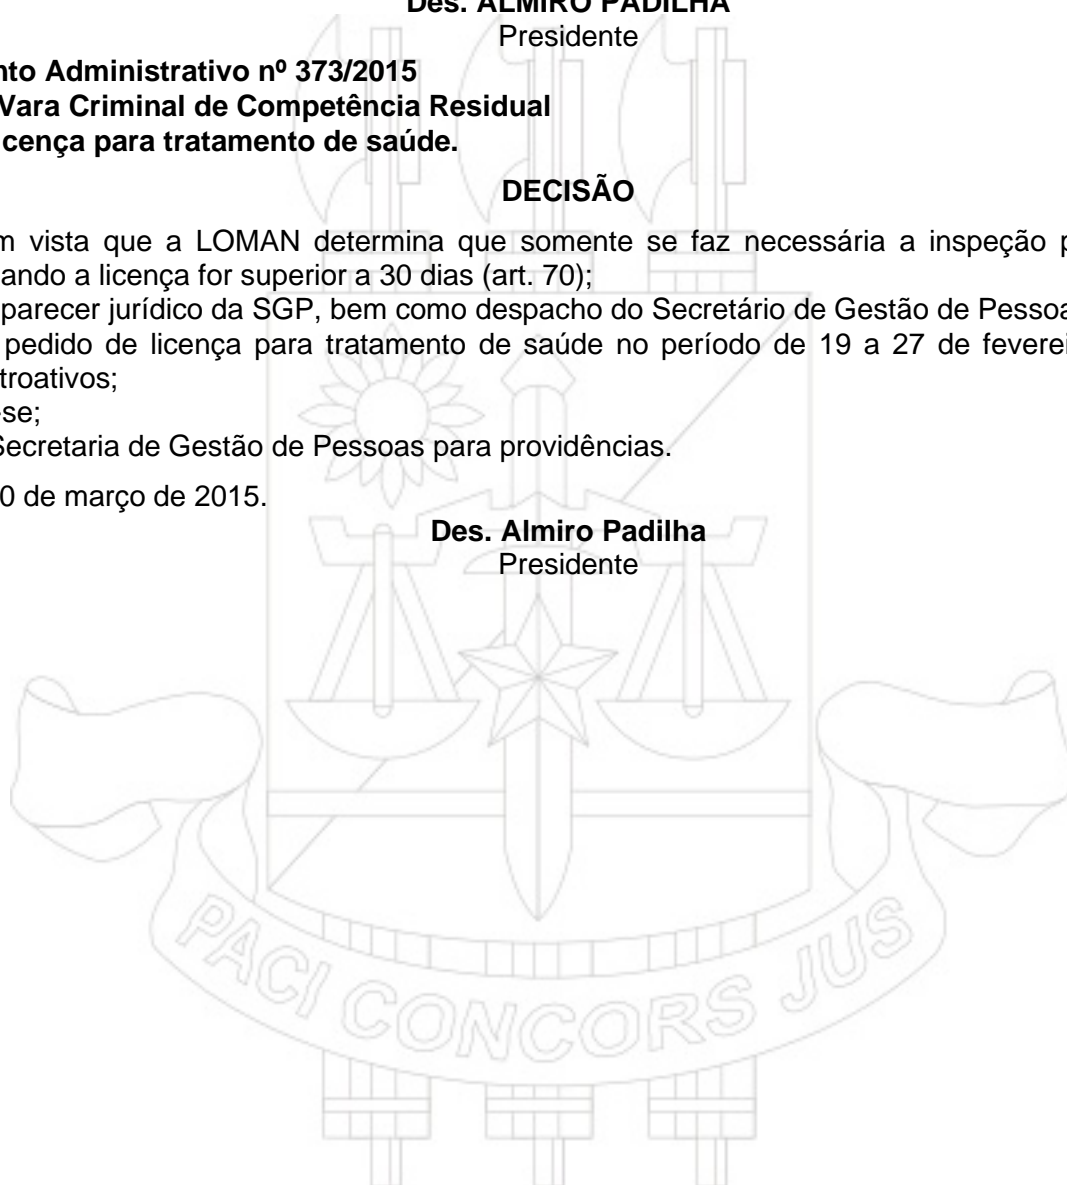 Des. ALMIRO PADILHA
Presidente
nto Administrativo nº 373/2015
Vara Criminal de Competência Residual
cença para tratamento de saúde.
DECISÃO
m vista que a LOMAN determina que somente se faz necessária a inspeção p
ando a licença for superior a 30 dias (art. 70);
parecer jurídico da SGP, bem como despacho do Secretário de Gestão de Pessoa
pedido de licença para tratamento de saúde no período de 19 a 27 de feverei
troativos;
se;
Secretaria de Gestão de Pessoas para providências.
0 de março de 2015.
Des. Almiro Padilha
Presidente
PACI CONCORS JUS